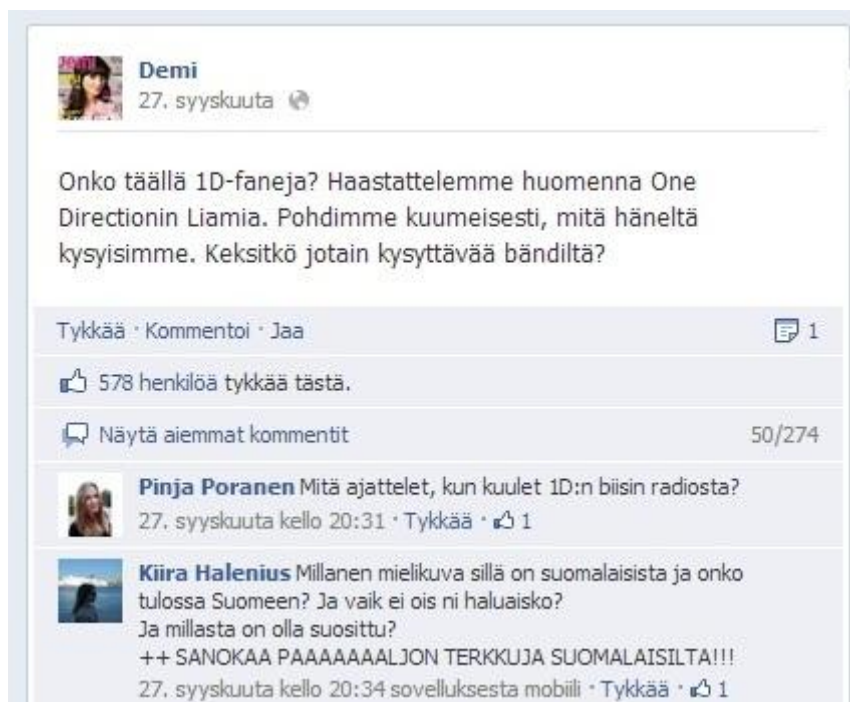 Demi
27. syyskuuta
Onko täällä 1D-faneja? Haastattelemme huomenna One
Directionin Liamia. Pohdimme kuumeisesti, mitä häneltä
kysyisimme. Keksitkö jotain kysyttävää bändiltä?
Tykkää · Kommentoi · Jaa 1
578 henkilöä tykkää tästä.
Näytä aiemmat kommentit 50/274
Pinja Poranen Mitä ajattelet, kun kuulet 1D:n biisin radiosta?
27. syyskuuta kello 20:31 · Tykkää · 1
Kiira Halenius Millanen mielikuva sillä on suomalaisista ja onko
tulossa Suomeen? Ja vaik ei ois ni haluaisko?
Ja millasta on olla suosittu?
++ SANOKAA PAAAAAAALJON TERKKUJA SUOMALAISILTA!!!
27. syyskuuta kello 20:34 sovelluksesta mobiili · Tykkää · 1